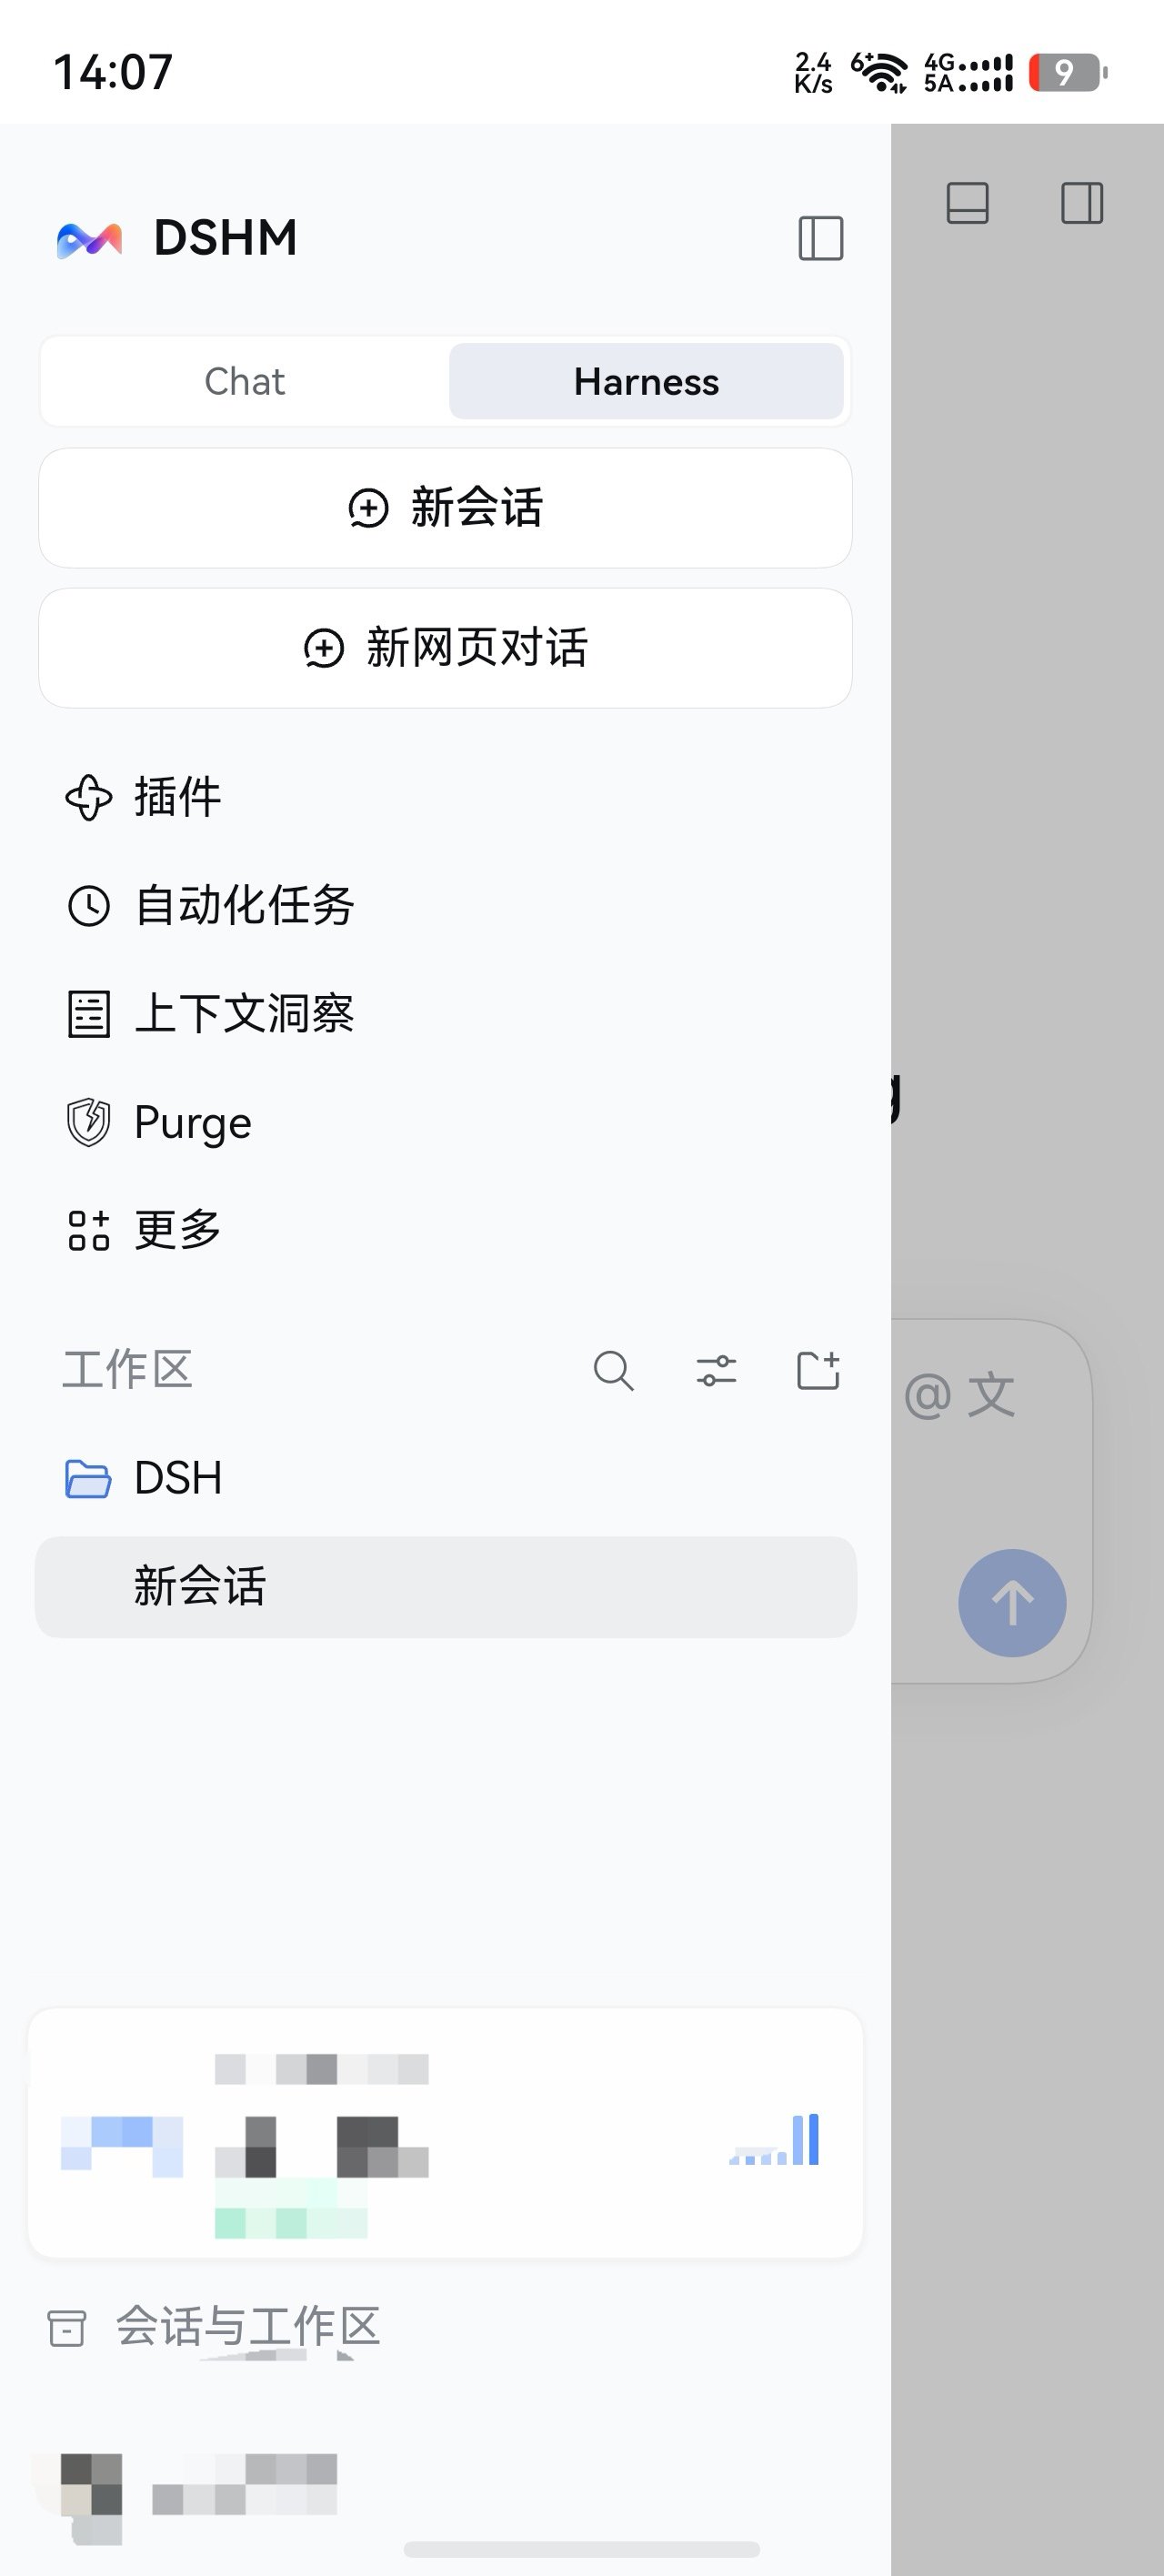 14:07
2.4
K/s
6+
4G
5A
9
DSHM
Chat
Harness
新会话
新网页对话
插件
自动化任务
上下文洞察
Purge
更多
工作区
@ 文
DSH
新会话
会话与工作区